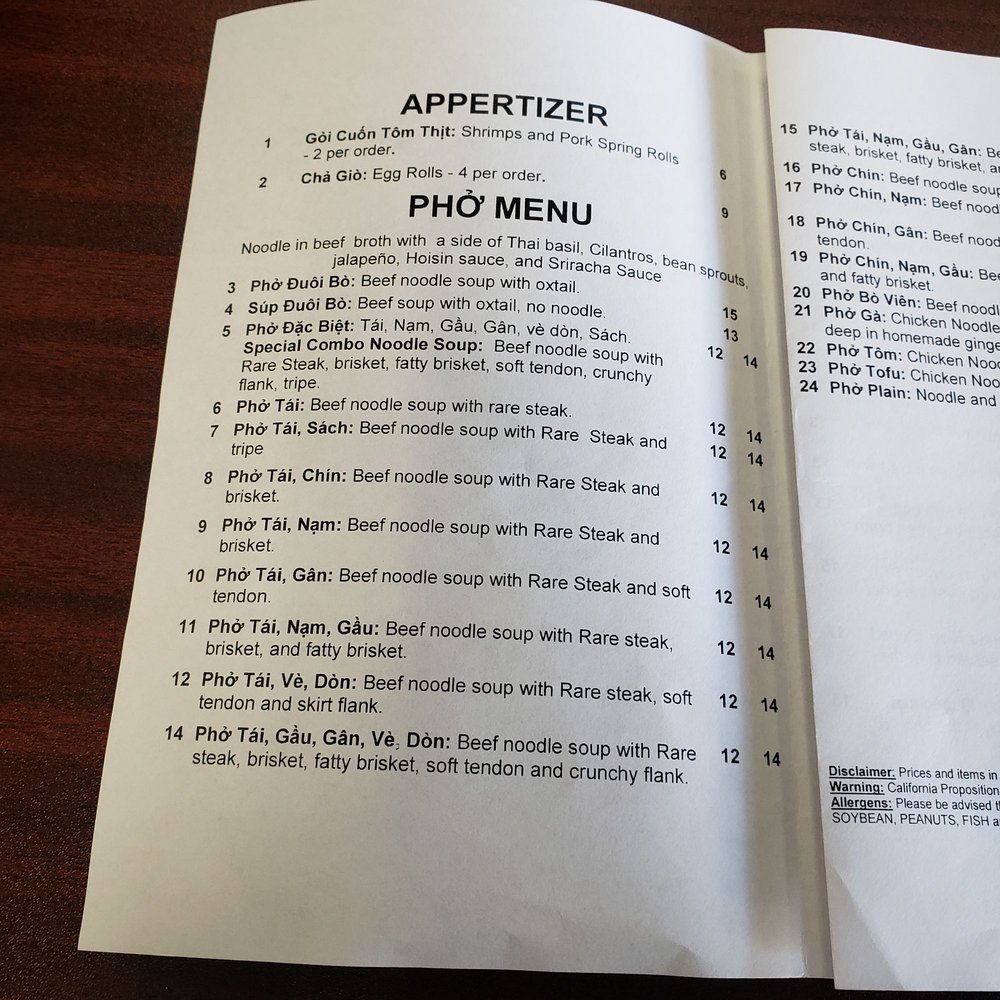 APPERTIZER
1 Gỏi Cuốn Tôm Thịt: Shrimps and Pork Spring Rolls
- 2 per order. 6
2 Chả Giò: Egg Rolls - 4 per order. 9
PHỞ MENU
Noodle in beef broth with a side of Thai basil, Cilantros, bean sprouts,
jalapeño, Hoisin sauce, and Sriracha Sauce
3 Phở Đuôi Bò: Beef noodle soup with oxtail. 15
4 Súp Đuôi Bò: Beef soup with oxtail, no noodle. 13
5 Phở Đặc Biệt: Tái, Nạm, Gầu, Gân, vè dòn, Sách. 12 14
Special Combo Noodle Soup: Beef noodle soup with
Rare Steak, brisket, fatty brisket, soft tendon, crunchy
flank, tripe.
6 Phở Tái: Beef noodle soup with rare steak. 12 14
7 Phở Tái, Sách: Beef noodle soup with Rare Steak and 12 14
tripe
8 Phở Tái, Chín: Beef noodle soup with Rare Steak and 12 14
brisket.
9 Phở Tái, Nạm: Beef noodle soup with Rare Steak and 12 14
brisket.
10 Phở Tái, Gân: Beef noodle soup with Rare Steak and soft 12 14
tendon.
11 Phở Tái, Nạm, Gầu: Beef noodle soup with Rare steak, 12 14
brisket, and fatty brisket.
12 Phở Tái, Vè, Dòn: Beef noodle soup with Rare steak, soft 12 14
tendon and skirt flank.
14 Phở Tái, Gầu, Gân, Vè, Dòn: Beef noodle soup with Rare 12 14
steak, brisket, fatty brisket, soft tendon and crunchy flank.
15 Phở Tái, Nạm, Gầu, Gân:
steak, brisket, fatty brisket,
16 Phở Chín: Beef noodle soup
17 Phở Chín, Nạm: Beef
18 Phở Chín, Gân: Beef
tendon.
19 Phở Chín, Nạm, Gầu:
and fatty brisket.
20 Phở Bò Viên: Beef
21 Phở Gà: Chicken Noodle
deep in homemade
22 Phở Tôm: Chicken
23 Phở Tofu: Chicken
24 Phở Plain: Noodle and
Disclaimer: Prices and items in
Warning: California Proposition
Allergens: Please be advised
SOYBEAN, PEANUTS, FISH